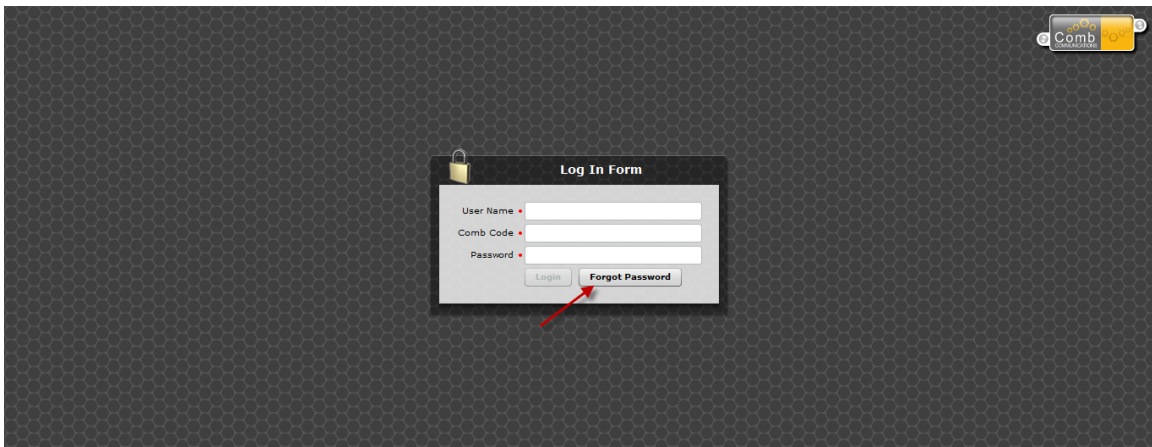 Comb
COMMUNICATIONS
Log In Form
User Name
Comb Code
Password
Login Forgot Password